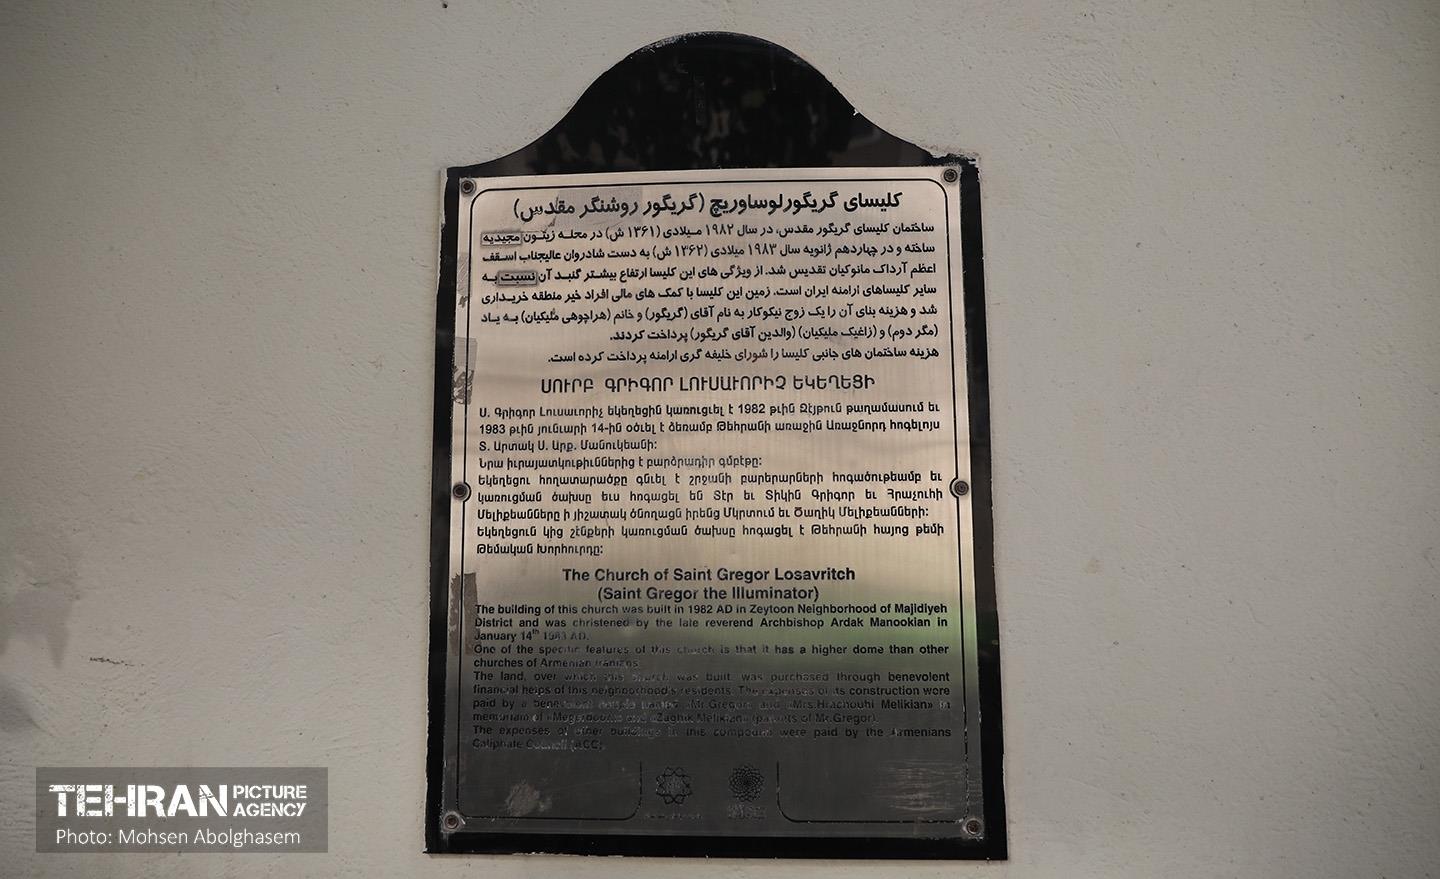 کلیسای گریگورلوساوریچ (گریگور روشنگر مقدس)
ساختمان کلیسای گریگور مقدس، در سال ۱۹۸۲ میلادی (۱۳۶۱ ش) در محله زیتون مجیدیه
ساخته و در چهاردهم ژانویه سال ۱۹۸۳ میلادی (۱۳۶۲ ش) به دست شادروان عالیجناب اسقف
اعظم آرداک مانوکیان تقدیس شد. از ویژگی های این کلیسا ارتفاع بیشتر گنبد آن نسبت به
سایر کلیساهای ارامنه ایران است. زمین این کلیسا با کمک های مالی افراد خیر منطقه خریداری
شد و هزینه بنای آن را یک زوج نیکوکار به نام آقای (گریگور) و خانم (هراچوهی ملیکیان) به یاد
(مگر دوم) و (زاغیک ملیکیان) (والدین آقای گریگور) پرداخت کردند.
هزینه ساختمان های جانبی کلیسا را شورای خلیفه گری ارامنه پرداخت کرده است.
ՍՈՒՐԲ ԳՐԻԳՈՐ ԼՈՒՍԱՒՈՐԻՉ ԵԿԵՂԵՑԻ
Ս. Գրիգոր Լուսաւորիչ եկեղեցին կառուցւել է 1982 թւին Զէյթուն թաղամասում եւ
1983 թւին յունւարի 14-ին օծւել է ձեռամբ Թեհրանի առաջին Առաջնորդ հոգելոյս
Տ. Արտակ Ս. Արք. Մանուկեանի:
Նրա իւրայատկութիւններից է բարձրադիր գմբէթը:
Եկեղեցու հողատարածքը գնւել է շրջանի բարերարների հոգածութեամբ եւ
կառուցման ծախսը եւս հոգացել են Տէր եւ Տիկին Գրիգոր եւ Հրաչուհի
Մելիքեանները ի յիշատակ ծնողացն իրենց Մկրտում եւ Ծաղիկ Մելիքեանների:
Եկեղեցուն կից շէնքերի կառուցման ծախսը հոգացել է Թեհրանի հայոց թեմի
Թեմական Խորհուրդը:
The Church of Saint Gregor Losavritch
(Saint Gregor the Illuminator)
The building of this church was built in 1982 AD in Zeytoon Neighborhood of Majidiyeh
District and was christened by the late reverend Archbishop Ardak Manookian in
January 14th 1983 AD.
One of the specific features of this church is that it has a higher dome than other
churches of Armenian Iranians.
The land, over which this church was built, was purchased through benevolent
financial helps of this neighborhood's residents. The expenses of its construction were
paid by a benevolent couple named «Mr.Gregor» and «Mrs.Hrachouhi Melikian» in
memoriam of «Megerdoum» and «Zaghik Melikian» (parents of Mr.Gregor).
The expenses of other buildings in this compound were paid by the Armenians
Caliphate Council (ACC).
TEHRAN PICTURE AGENCY
Photo: Mohsen Abolghasem